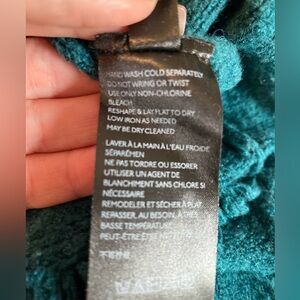 HAND WASH COLD SEPARATELY
DO NOT WRING OR TWIST
USE ONLY NON-CHLORINE
BLEACH
RESHAPE & LAY FLAT TO DRY
LOW IRON AS NEEDED
MAY BE DRY CLEANED
LAVER À LA MAIN À L'EAU FROIDE
SÉPARÉMEN
NE PAS TORDRE OU ESSORER
UTILISER UN AGENT DE
BLANCHIMENT SANS CHLORE SI
NÉCESSAIRE
REMODELER ET SÉCHER À PLAT
REPASSER, AU BESOIN, À TRÈS
BASSE TEMPÉRATURE
PEUT-ÊTRE ÊTRE